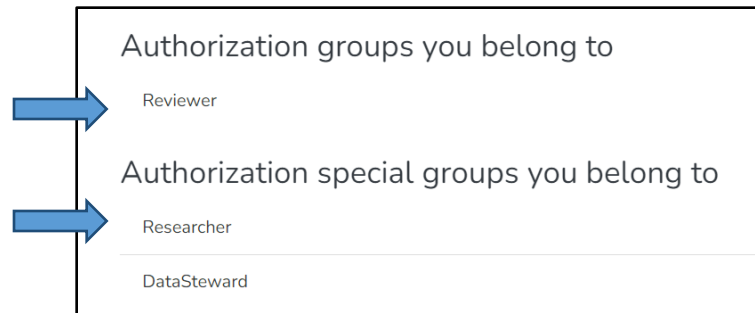 Authorization groups you belong to
Reviewer
Authorization special groups you belong to
Researcher
DataSteward